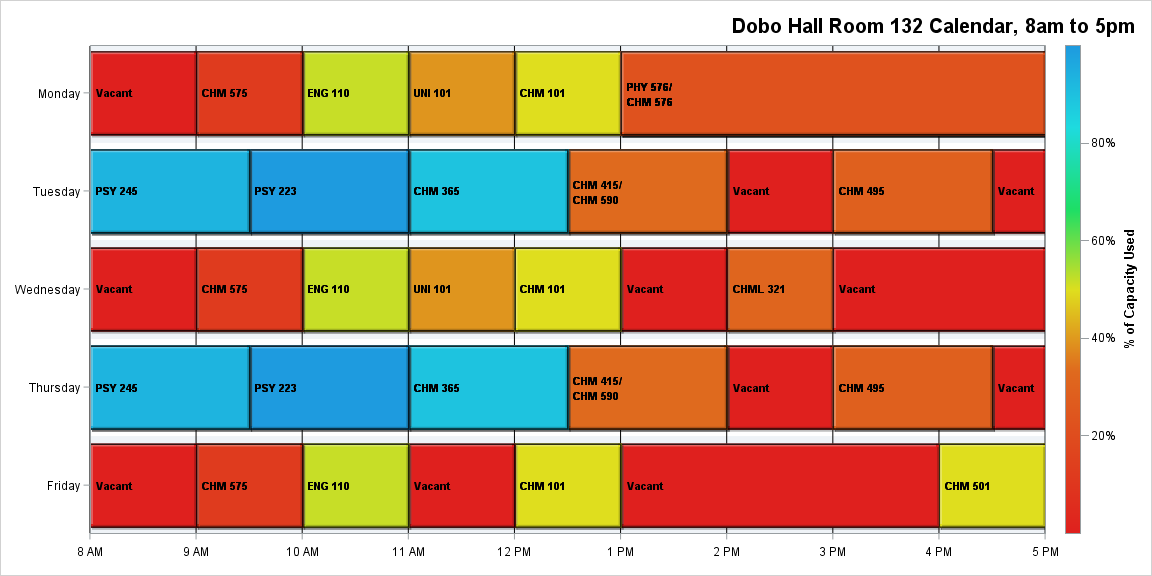 Dobo Hall Room 132 Calendar, 8am to 5pm
Monday
Vacant
CHM 575
ENG 110
UNI 101
CHM 101
PHY 576/
CHM 576
Tuesday
PSY 245
PSY 223
CHM 365
CHM 415/
CHM 590
Vacant
CHM 495
Vacant
Wednesday
Vacant
CHM 575
ENG 110
UNI 101
CHM 101
Vacant
CHML 321
Vacant
Thursday
PSY 245
PSY 223
CHM 365
CHM 415/
CHM 590
Vacant
CHM 495
Vacant
Friday
Vacant
CHM 575
ENG 110
Vacant
CHM 101
Vacant
CHM 501
8 AM
9 AM
10 AM
11 AM
12 PM
1 PM
2 PM
3 PM
4 PM
5 PM
80%
60%
40%
20%
% of Capacity Used